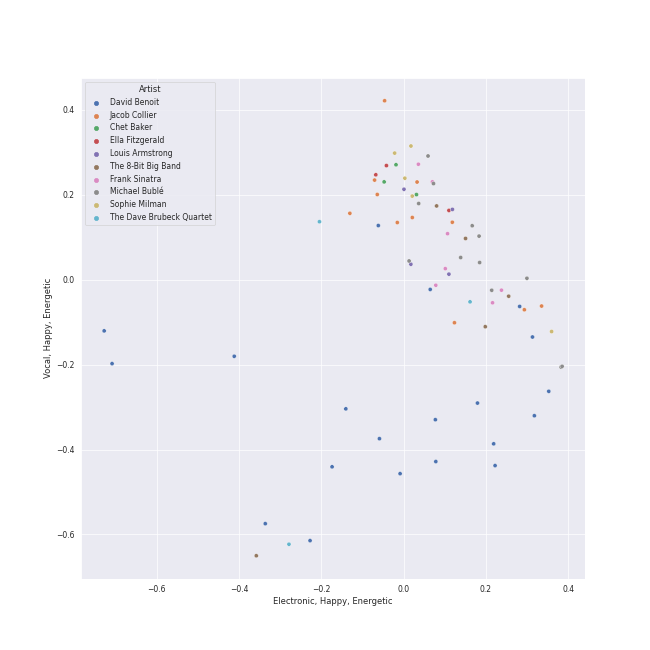 Artist
David Benoit
Jacob Collier
Chet Baker
Ella Fitzgerald
Louis Armstrong
The 8-Bit Big Band
Frank Sinatra
Michael Bublé
Sophie Milman
The Dave Brubeck Quartet
0.4
0.2
0.0
−0.2
−0.4
−0.6
Vocal, Happy, Energetic
−0.6 −0.4 −0.2 0.0 0.2 0.4
Electronic, Happy, Energetic